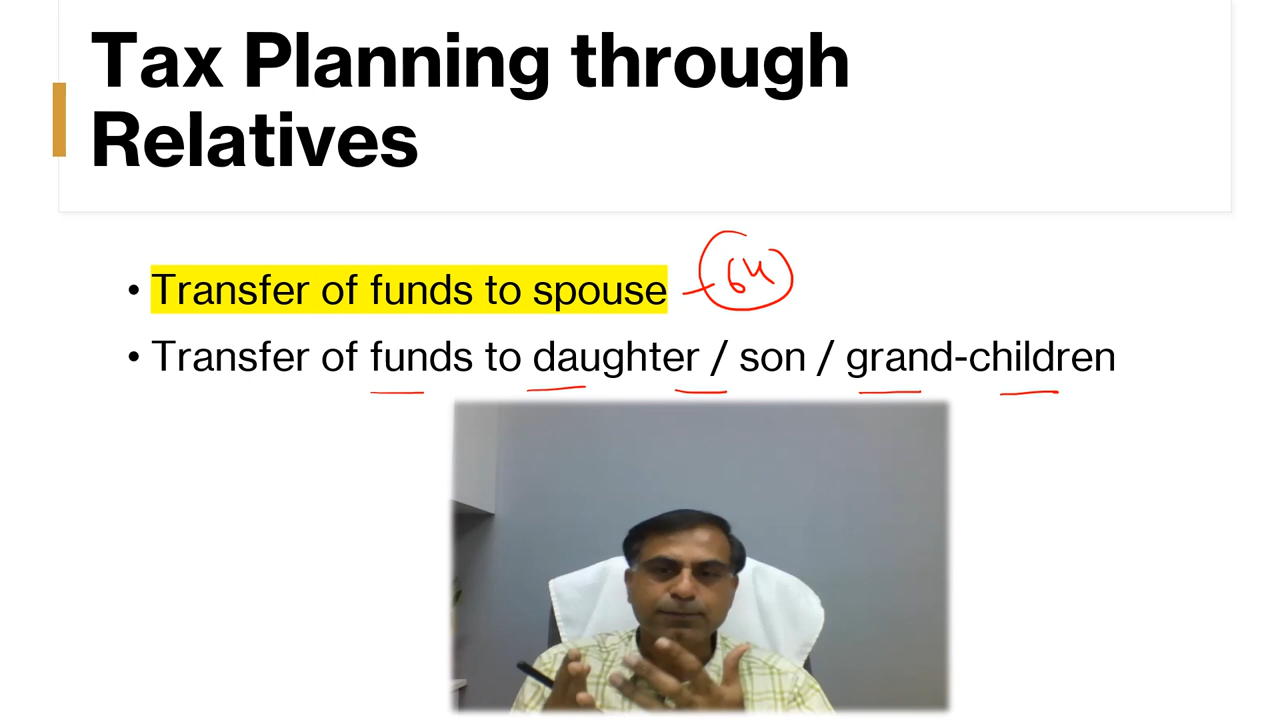 Tax Planning through
Relatives
• Transfer of funds to spouse - 64
• Transfer of funds to daughter / son / grand-children